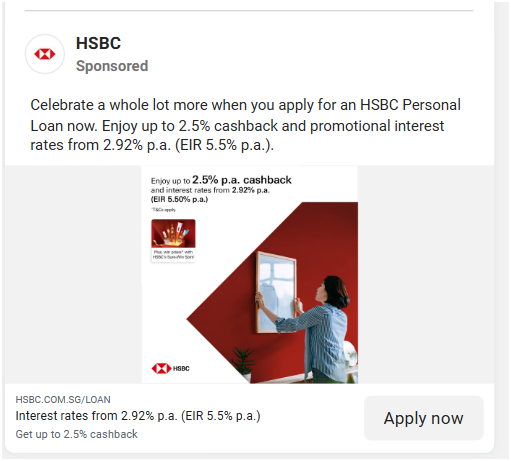 HSBC
Sponsored
Celebrate a whole lot more when you apply for an HSBC Personal
Loan now. Enjoy up to 2.5% cashback and promotional interest
rates from 2.92% p.a. (EIR 5.5% p.a.).
Enjoy up to 2.5% p.a. cashback
and interest rates from 2.92% p.a.
(EIR 5.50% p.a.)
*T&Cs apply
Plus, win prizes* with
HSBC's Sure-Win Spin!
HSBC
HSBC.COM.SG/LOAN
Interest rates from 2.92% p.a. (EIR 5.5% p.a.)
Get up to 2.5% cashback
Apply now